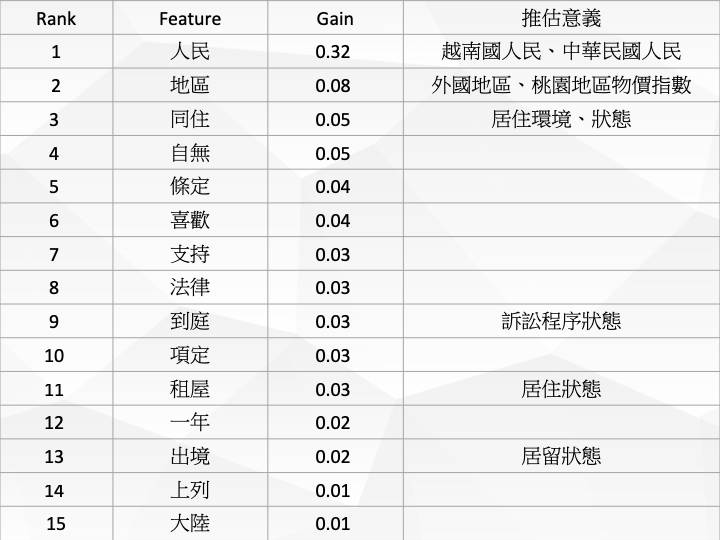 Rank Feature Gain 推估意義
1 人民 0.32 越南國人民、中華民國人民
2 地區 0.08 外國地區、桃園地區物價指數
3 同住 0.05 居住環境、狀態
4 自無 0.05
5 條定 0.04
6 喜歡 0.04
7 支持 0.03
8 法律 0.03
9 到庭 0.03 訴訟程序狀態
10 項定 0.03
11 租屋 0.03 居住狀態
12 一年 0.02
13 出境 0.02 居留狀態
14 上列 0.01
15 大陸 0.01